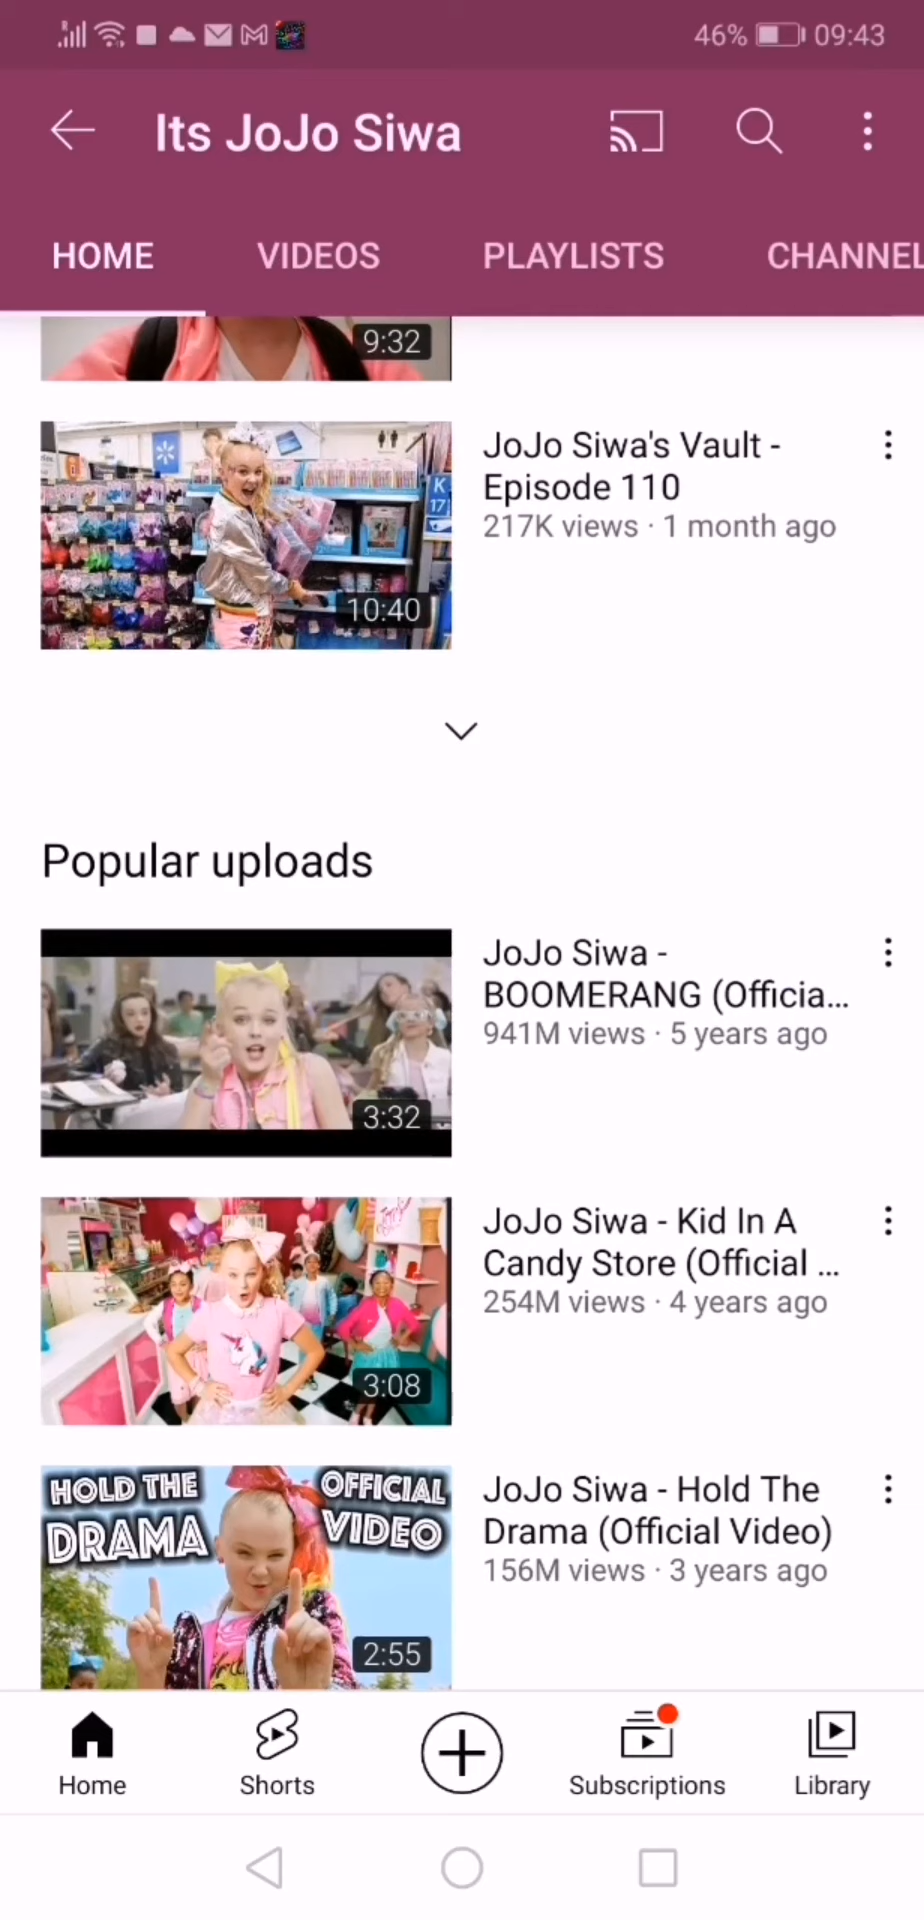 46% 09:43
Its JoJo Siwa
HOME VIDEOS PLAYLISTS CHANNEL
9:32
K
17
10:40
JoJo Siwa's Vault -
Episode 110
217K views · 1 month ago
Popular uploads
3:32
JoJo Siwa -
BOOMERANG (Officia...
941M views · 5 years ago
3:08
JoJo Siwa - Kid In A
Candy Store (Official ...
254M views · 4 years ago
HOLD THE
DRAMA
OFFICIAL
VIDEO
2:55
JoJo Siwa - Hold The
Drama (Official Video)
156M views · 3 years ago
Home Shorts Subscriptions Library